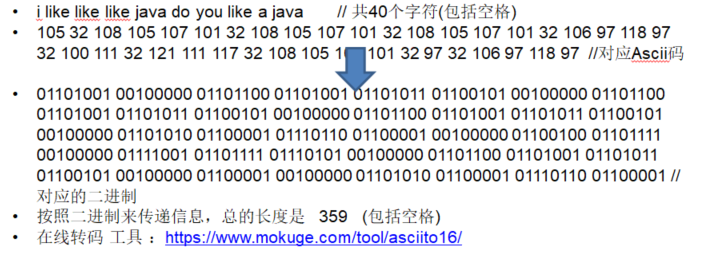 • i like like like java do you like a java // 共40个字符(包括空格)
• 105 32 108 105 107 101 32 108 105 107 101 32 108 105 107 101 32 106 97 118 97
32 100 111 32 121 111 117 32 108 105 101 32 97 32 106 97 118 97 //对应Ascii码
• 01101001 00100000 01101100 01101001 01101011 01100101 00100000 01101100
01101001 01101011 01100101 00100000 01101100 01101001 01101011 01100101
00100000 01101010 01100001 01110110 01100001 00100000 01100100 01101111
00100000 01111001 01101111 01110101 00100000 01101100 01101001 01101011
01100101 00100000 01100001 00100000 01101010 01100001 01110110 01100001 //
对应的二进制
• 按照二进制来传递信息，总的长度是 359 (包括空格)
• 在线转码 工具 ：https://www.mokuge.com/tool/asciito16/